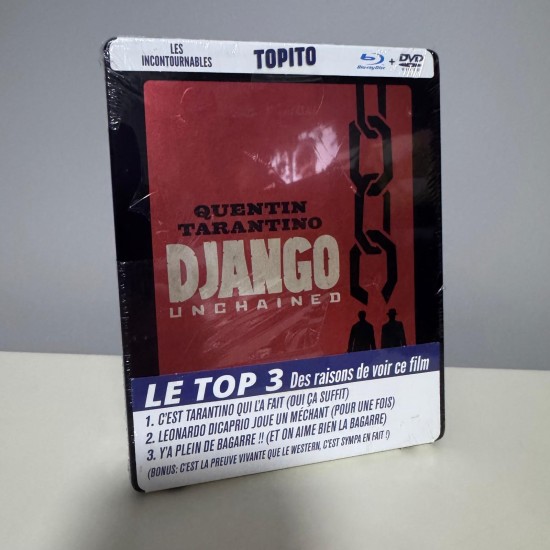 LES
INCONTOURNABLES
TOPITO
Blu-ray Disc + DVD
QUENTIN
TARANTINO
DJANGO
UNCHAINED
LE TOP 3 Des raisons de voir ce film
1. C'EST TARANTINO QUI L'A FAIT (OUI ÇA SUFFIT)
2. LEONARDO DICAPRIO JOUE UN MÉCHANT (POUR UNE FOIS)
3. Y'A PLEIN DE BAGARRE !! (ET ON AIME BIEN LA BAGARRE)
(BONUS: C'EST LA PREUVE VIVANTE QUE LE WESTERN, C'EST SYMPA EN FAIT !)